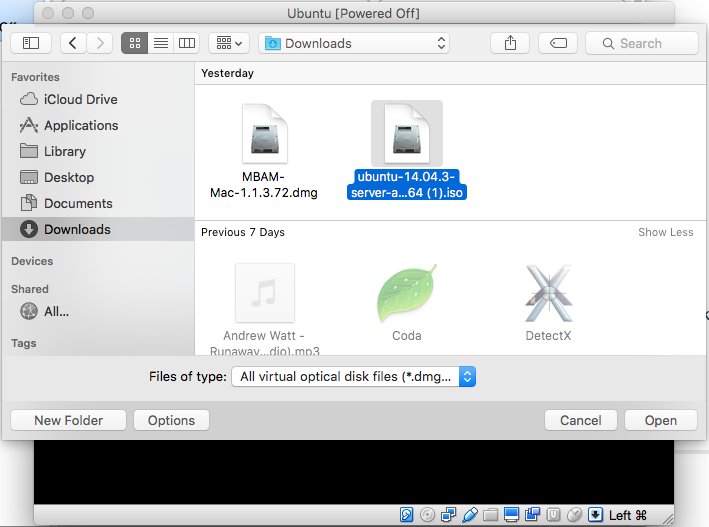 Ubuntu [Powered Off]
Downloads
Search
Favorites
iCloud Drive
Applications
Library
Desktop
Documents
Downloads
Devices
Shared
All...
Tags
Yesterday
MBAM-
Mac-1.1.3.72.dmg
ubuntu-14.04.3-
server-a...64 (1).iso
Previous 7 Days
Show Less
Andrew Watt -
Runaway...dio).mp3
Coda
DetectX
Files of type:
All virtual optical disk files (*.dmg...
New Folder
Options
Cancel
Open
Left ⌘